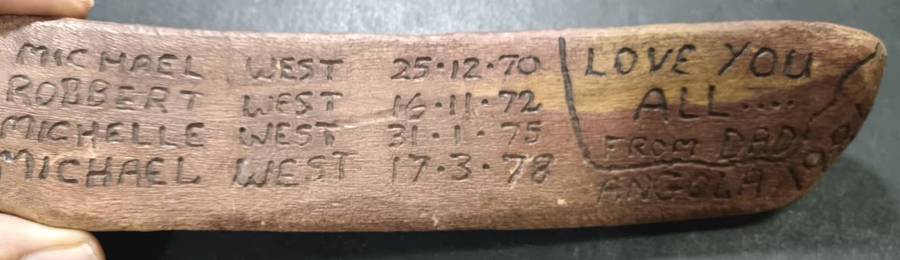 MICHAEL WEST 25·12·70
ROBBERT WEST 16·11·72
MICHELLE WEST 31·1·75
MICHAEL WEST 17·3·78
LOVE YOU
ALL....
FROM DAD
ANGOLA